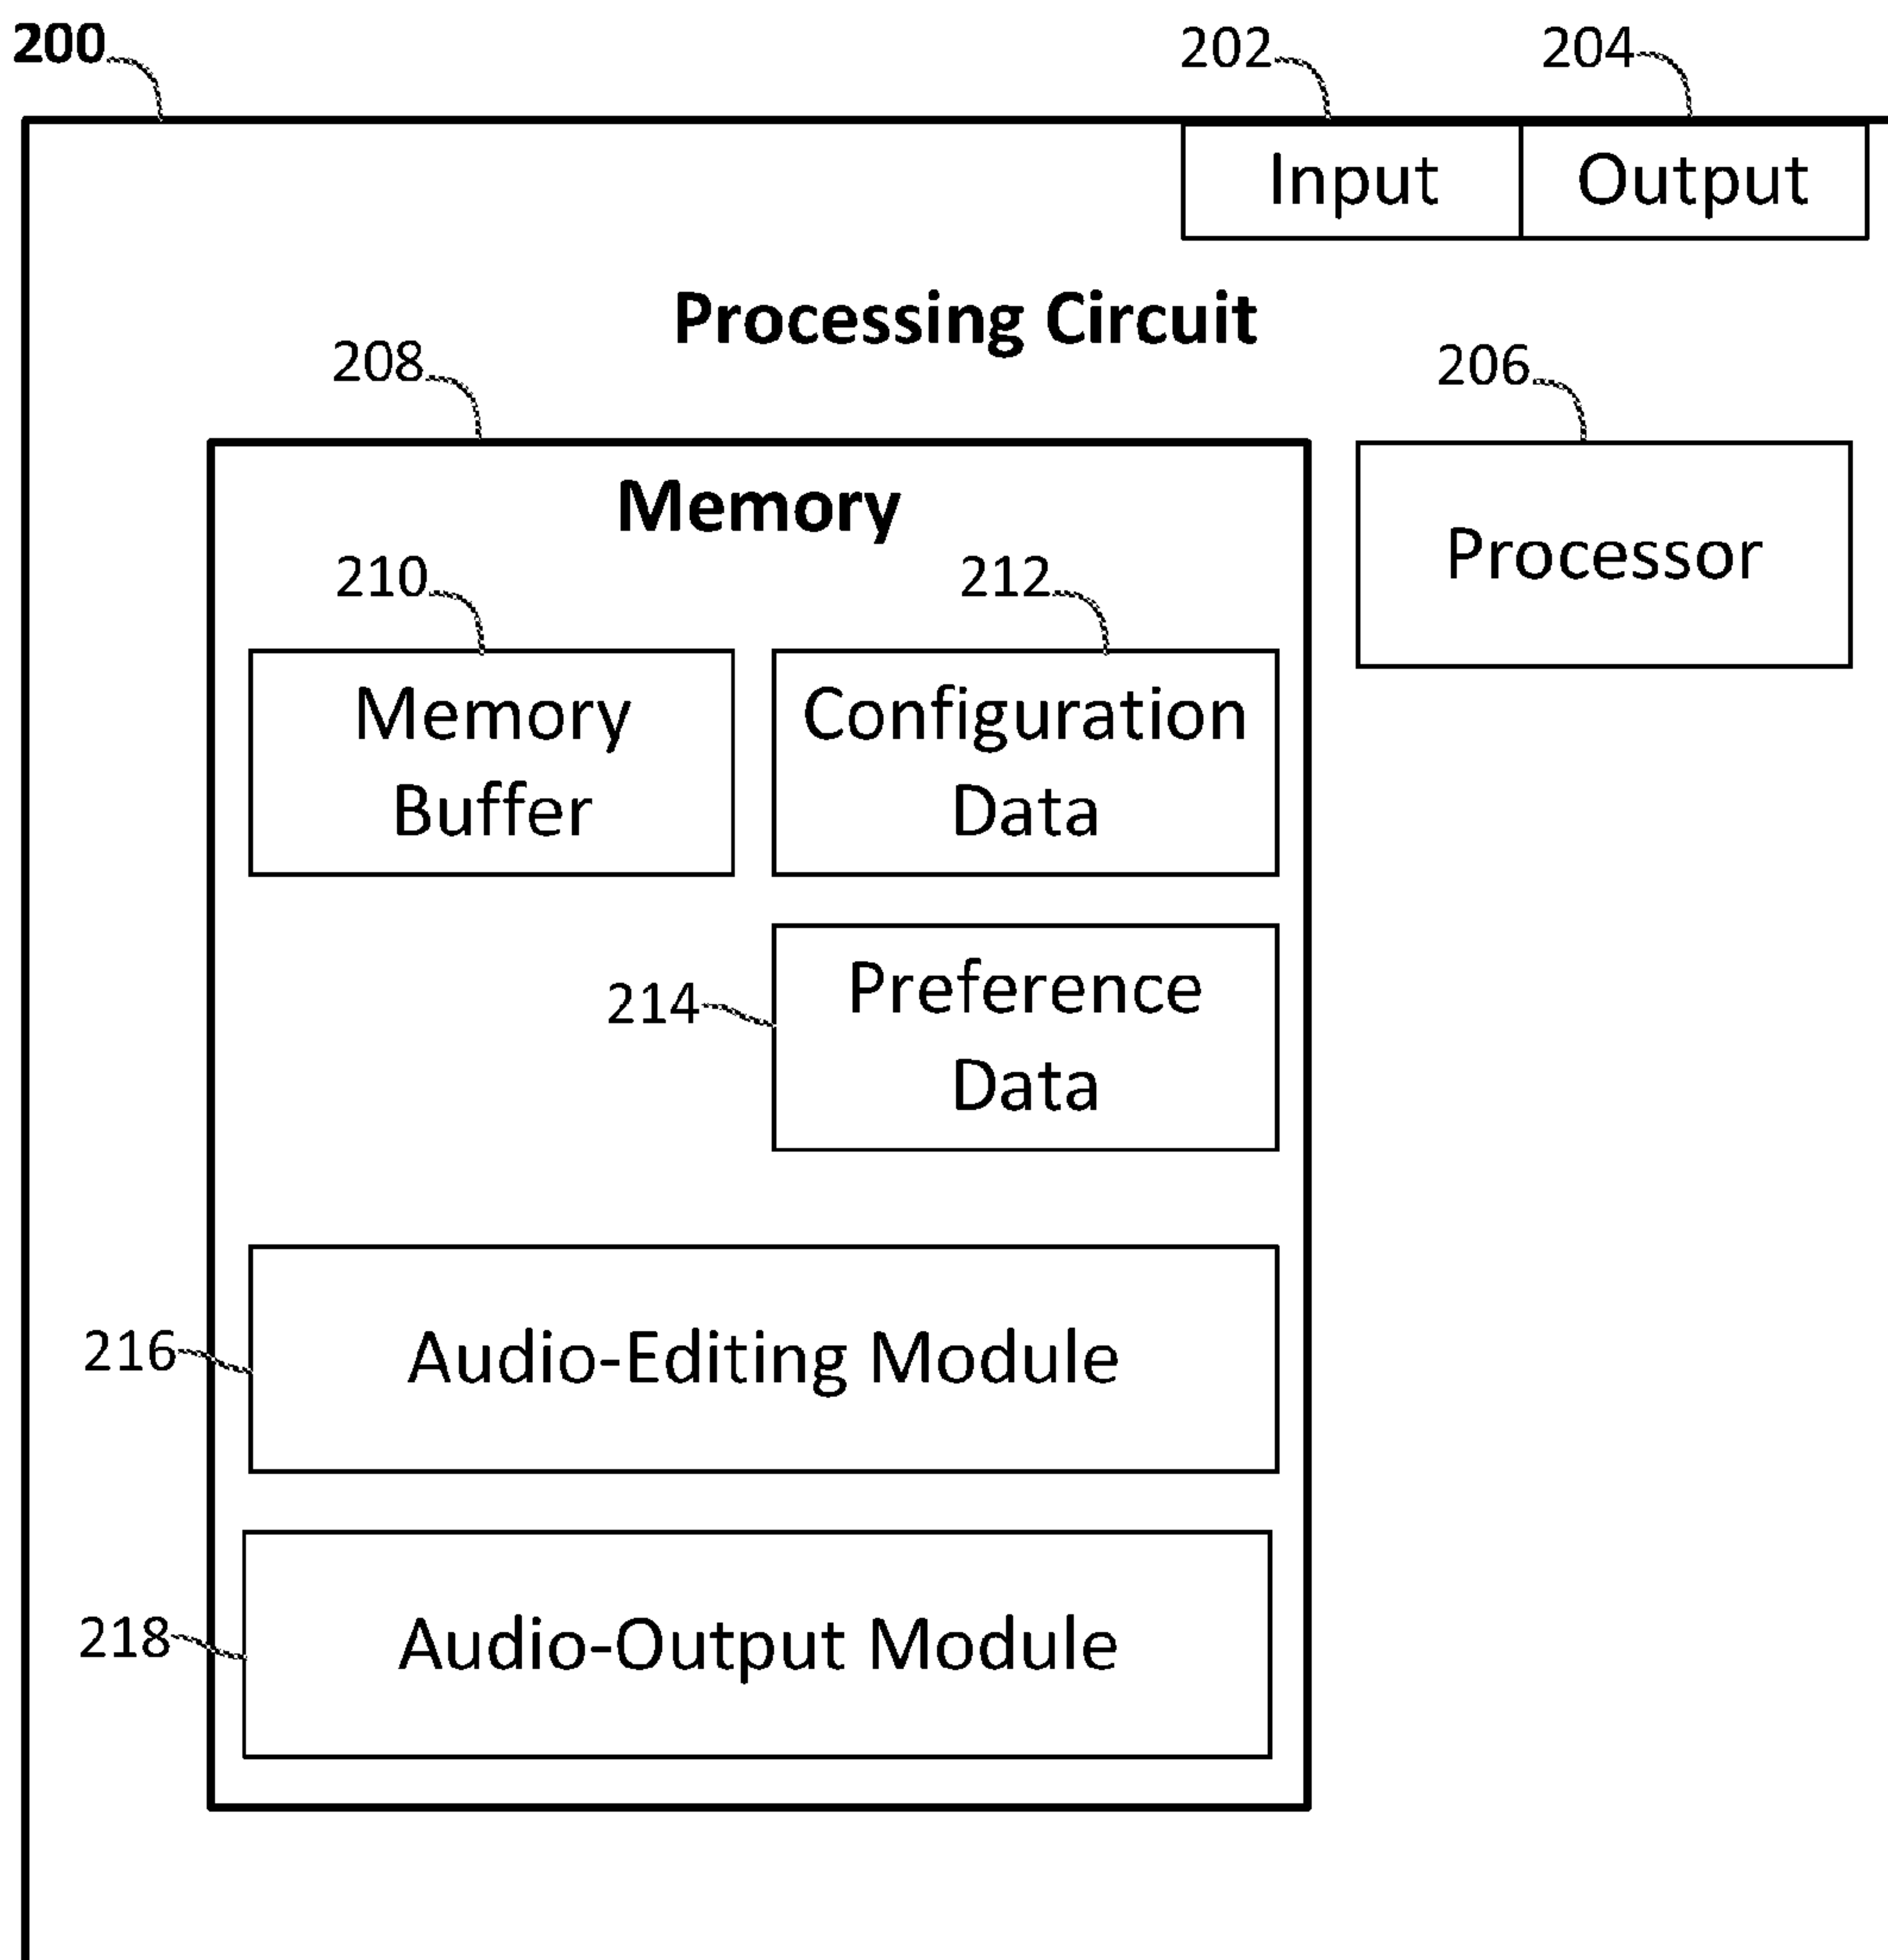 200
202
204
Input
Output
Processing Circuit
208
206
Memory
Processor
210
212
Memory
Buffer
Configuration
Data
214
Preference
Data
216
Audio-Editing Module
218
Audio-Output Module